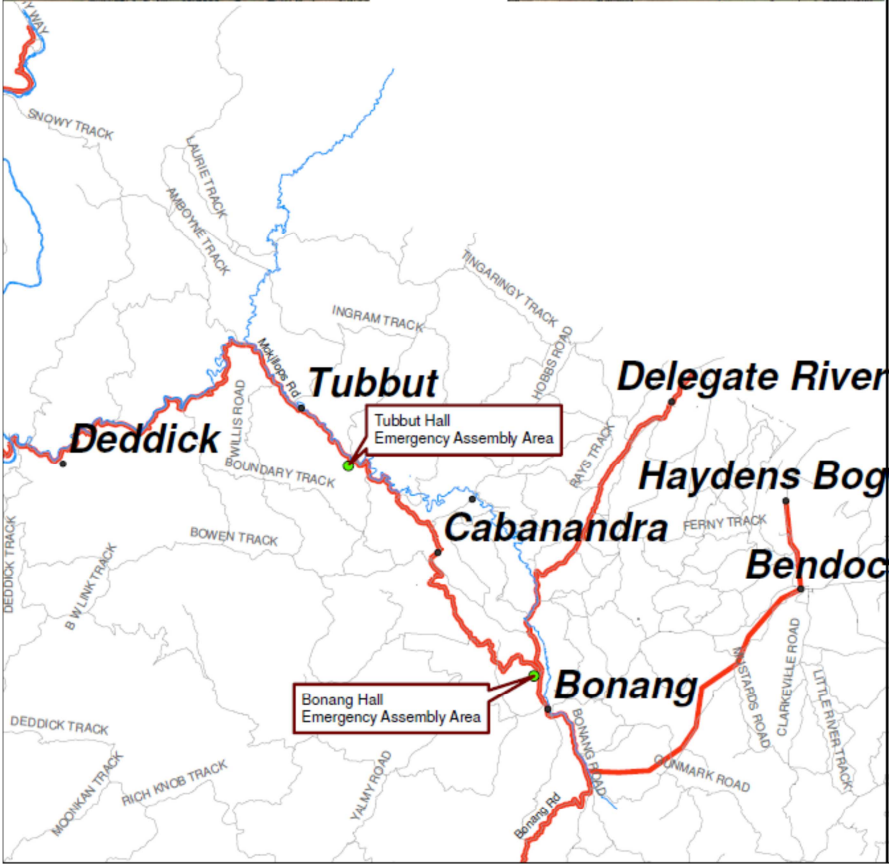 Y WAY
SNOWY TRACK
LAURIE TRACK
AMBOYNE TRACK
TINGARINGY TRACK
INGRAM TRACK
HOBBS ROAD
Mckillops Rd
Tubbut
Delegate River
Tubbut Hall
Emergency Assembly Area
Deddick
WILLIS ROAD
RAYS TRACK
BOUNDARY TRACK
Haydens Bog
Cabanandra
FERNY TRACK
BOWEN TRACK
DEDDICK TRACK
B W LINK TRACK
Bendoc
CLARKEVILLE ROAD
LITTLE RIVER TRACK
Bonang
Bonang Hall
Emergency Assembly Area
BONANG ROAD
DEDDICK TRACK
GUNMARK ROAD
MOONKAN TRACK
RICH KNOB TRACK
YALMY ROAD
Bonang Rd